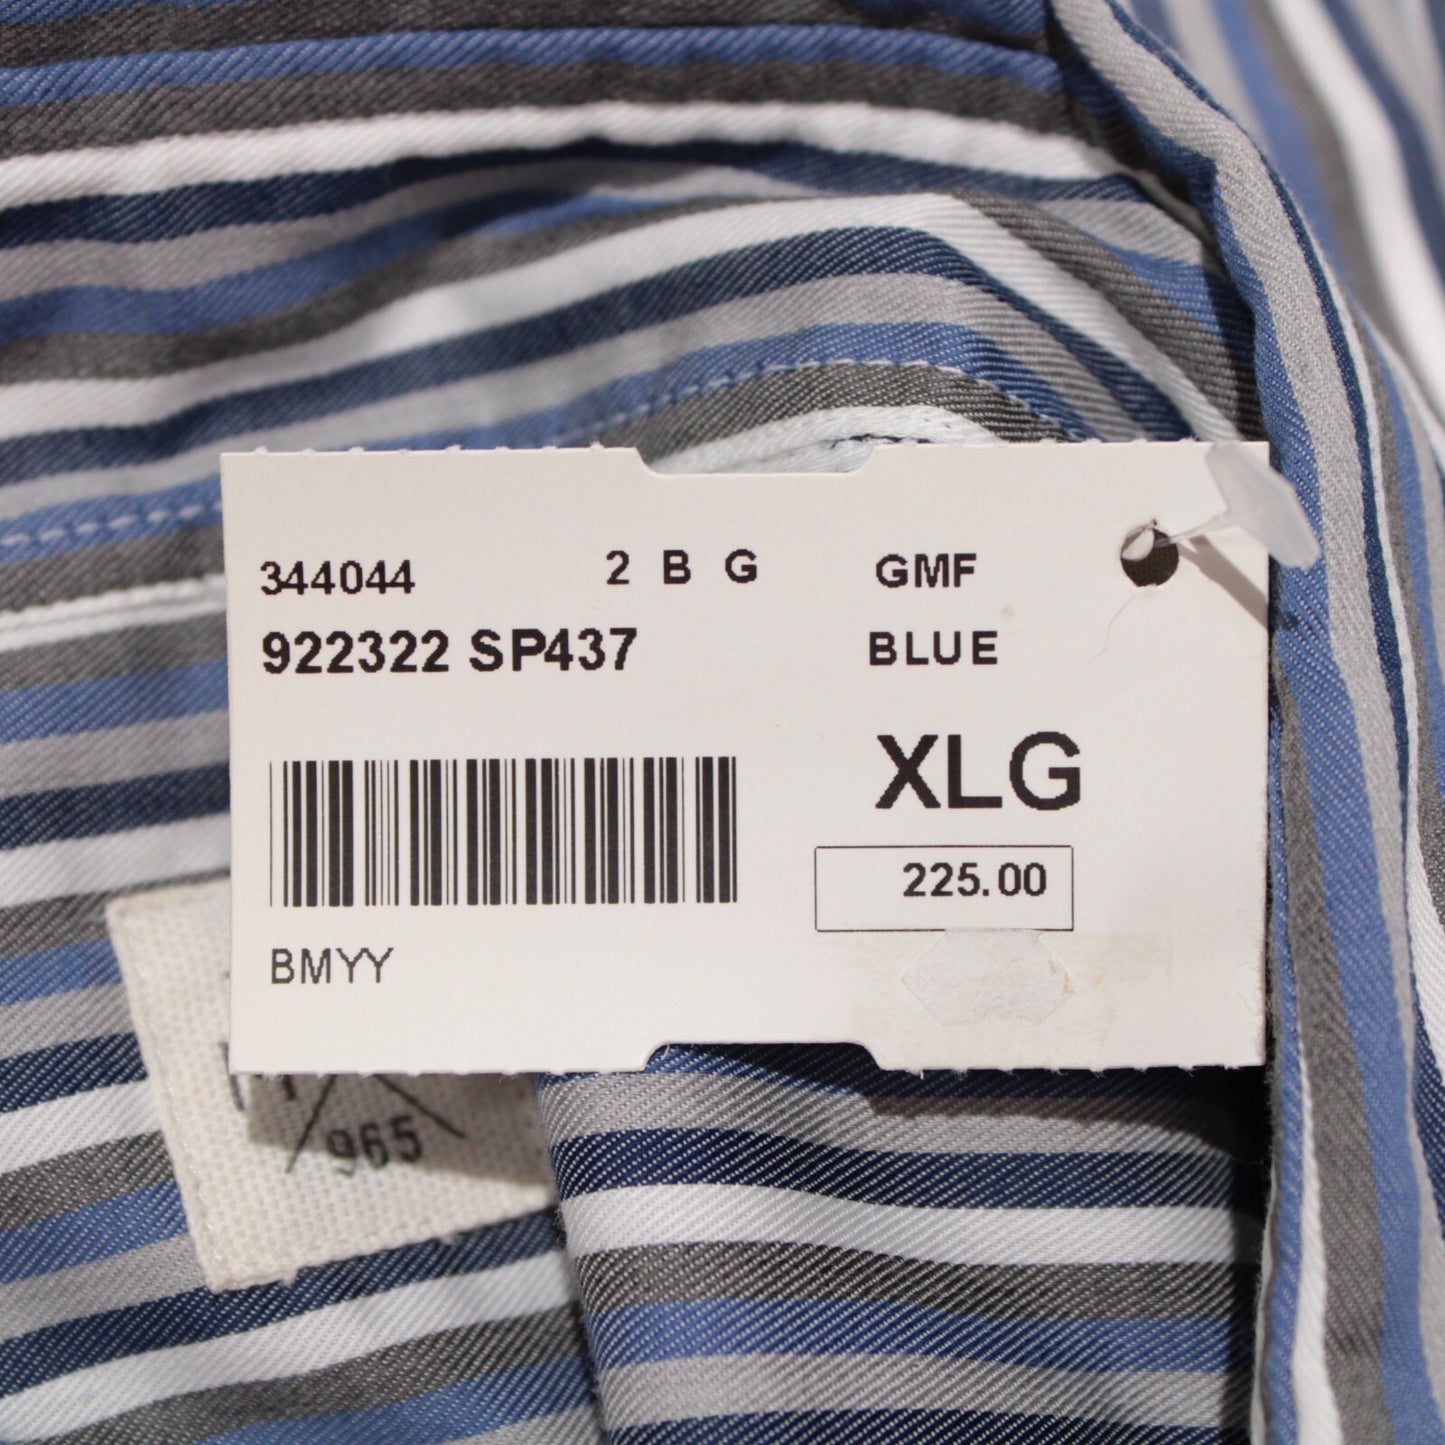 344044 2 B G GMF
922322 SP437 BLUE
XLG
225.00
BMYY
965